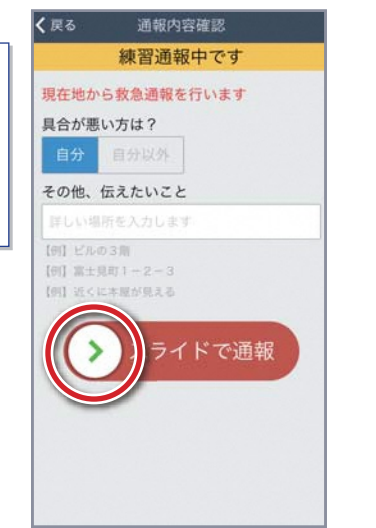 戻る 通報内容確認
練習通報中です
現在地から救急通報を行います
具合が悪い方は？
自分 自分以外
その他、伝えたいこと
詳しい場所を入力します
【例】ビルの3階
【例】富士見町1－2－3
【例】近くに本屋が見える
スライドで通報